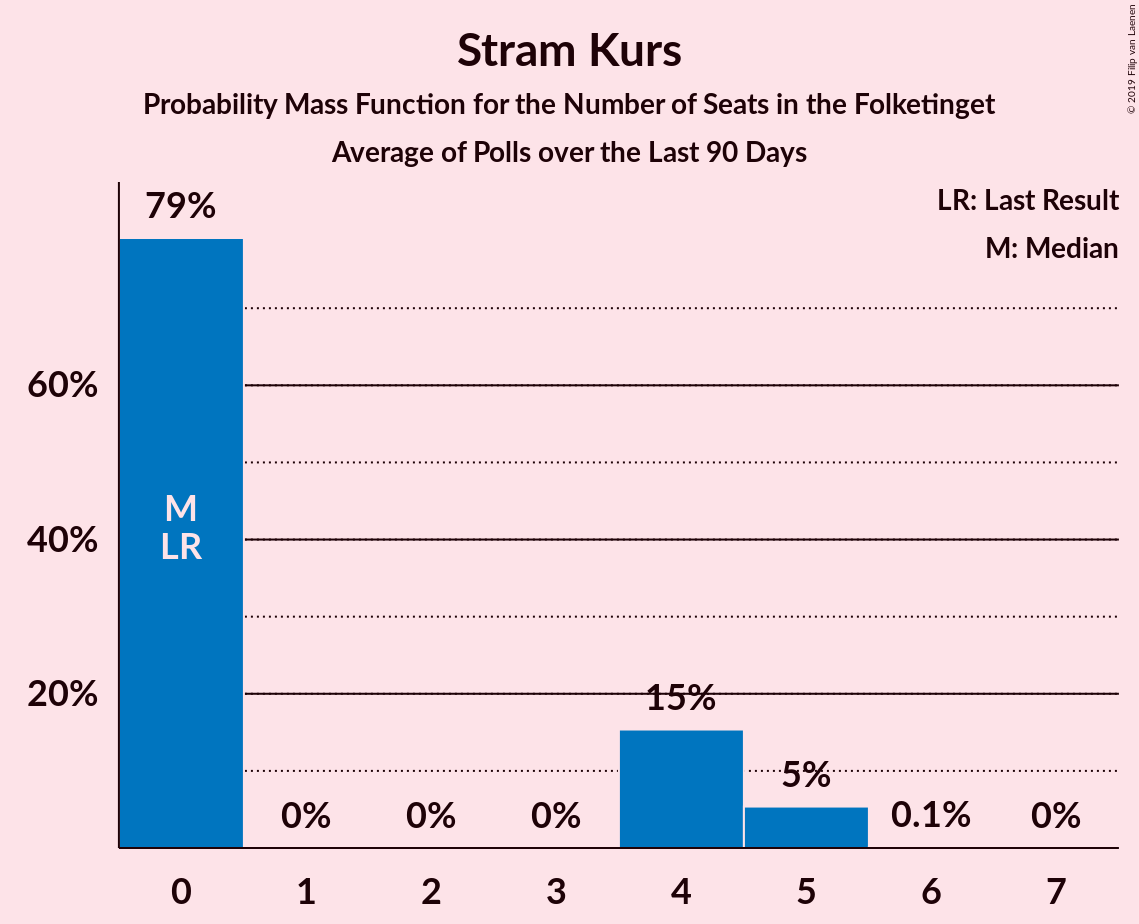 Stram Kurs
Probability Mass Function for the Number of Seats in the Folketinget
Average of Polls over the Last 90 Days
© 2019 Filip van Laenen
LR: Last Result
M: Median
79%
60%
40%
20%
M
LR
0%
0%
0%
15%
5%
0.1%
0%
0
1
2
3
4
5
6
7